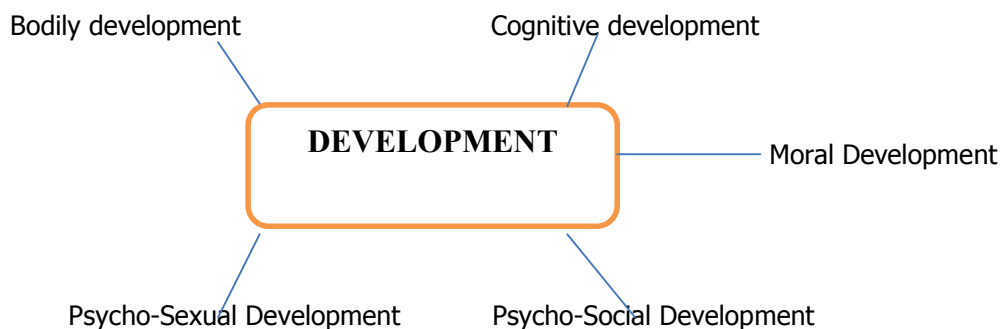 Bodily development
Cognitive development
DEVELOPMENT
Moral Development
Psycho-Sexual Development
Psycho-Social Development